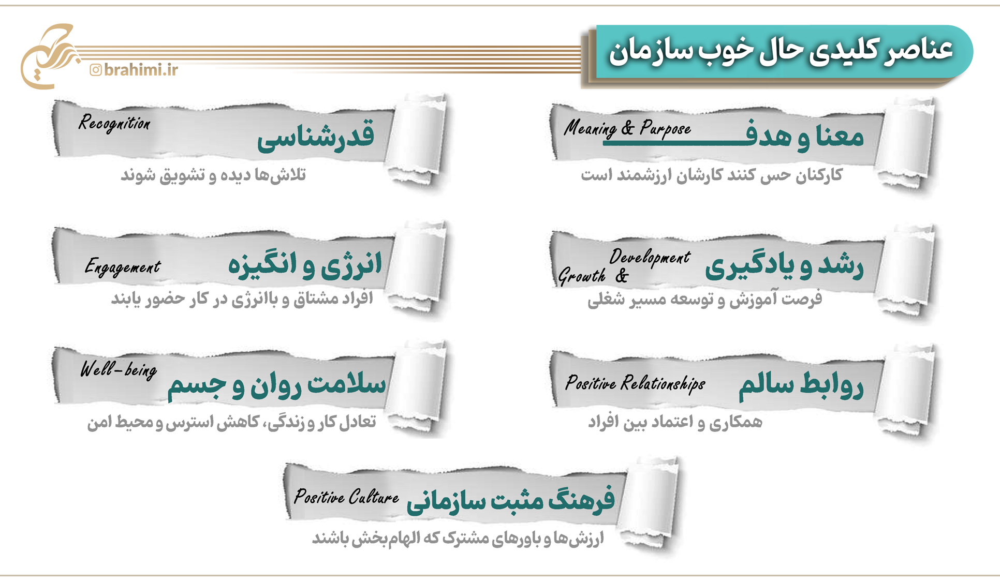 عناصر کلیدی حال خوب سازمان
brahimi.ir
معنا و هدف
Meaning & Purpose
کارکنان حس کنند کارشان ارزشمند است
قدرشناسی
Recognition
تلاش‌ها دیده و تشویق شوند
رشد و یادگیری
Development
Growth &
فرصت آموزش و توسعه مسیر شغلی
انرژی و انگیزه
Engagement
افراد مشتاق و باانرژی در کار حضور یابند
روابط سالم
Positive Relationships
همکاری و اعتماد بین افراد
سلامت روان و جسم
Well-being
تعادل کار و زندگی، کاهش استرس و محیط امن
فرهنگ مثبت سازمانی
Positive Culture
ارزش‌ها و باورهای مشترک که الهام‌بخش باشند